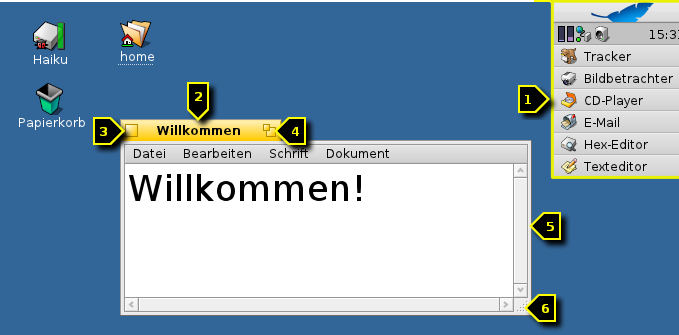 Haiku
home
Papierkorb
15:3
Tracker
Bildbetrachter
CD-Player
E-Mail
Hex-Editor
Texteditor
1
2
3
Willkommen
4
Datei Bearbeiten Schrift Dokument
Willkommen!
5
6